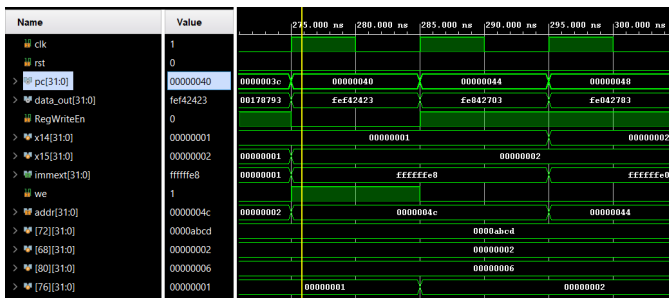 Name Value 275.000 ns 280.000 ns 285.000 ns 290.000 ns 295.000 ns 300.000 ns
clk 1
rst 0
pc[31:0] 00000040 0000003c 00000040 00000044 00000048
data_out[31:0] fef42423 00178793 fef42423 fe842703 fe042783
RegWriteEn 0
x14[31:0] 00000001 00000001 00000002
x15[31:0] 00000002 00000001 00000002
immext[31:0] ffffffe8 00000001 ffffffe8 ffffffe0
we 1
addr[31:0] 0000004c 00000002 0000004c 00000044
[72][31:0] 0000abcd 0000abcd
[68][31:0] 00000002 00000002
[80][31:0] 00000006 00000006
[76][31:0] 00000001 00000001 00000002